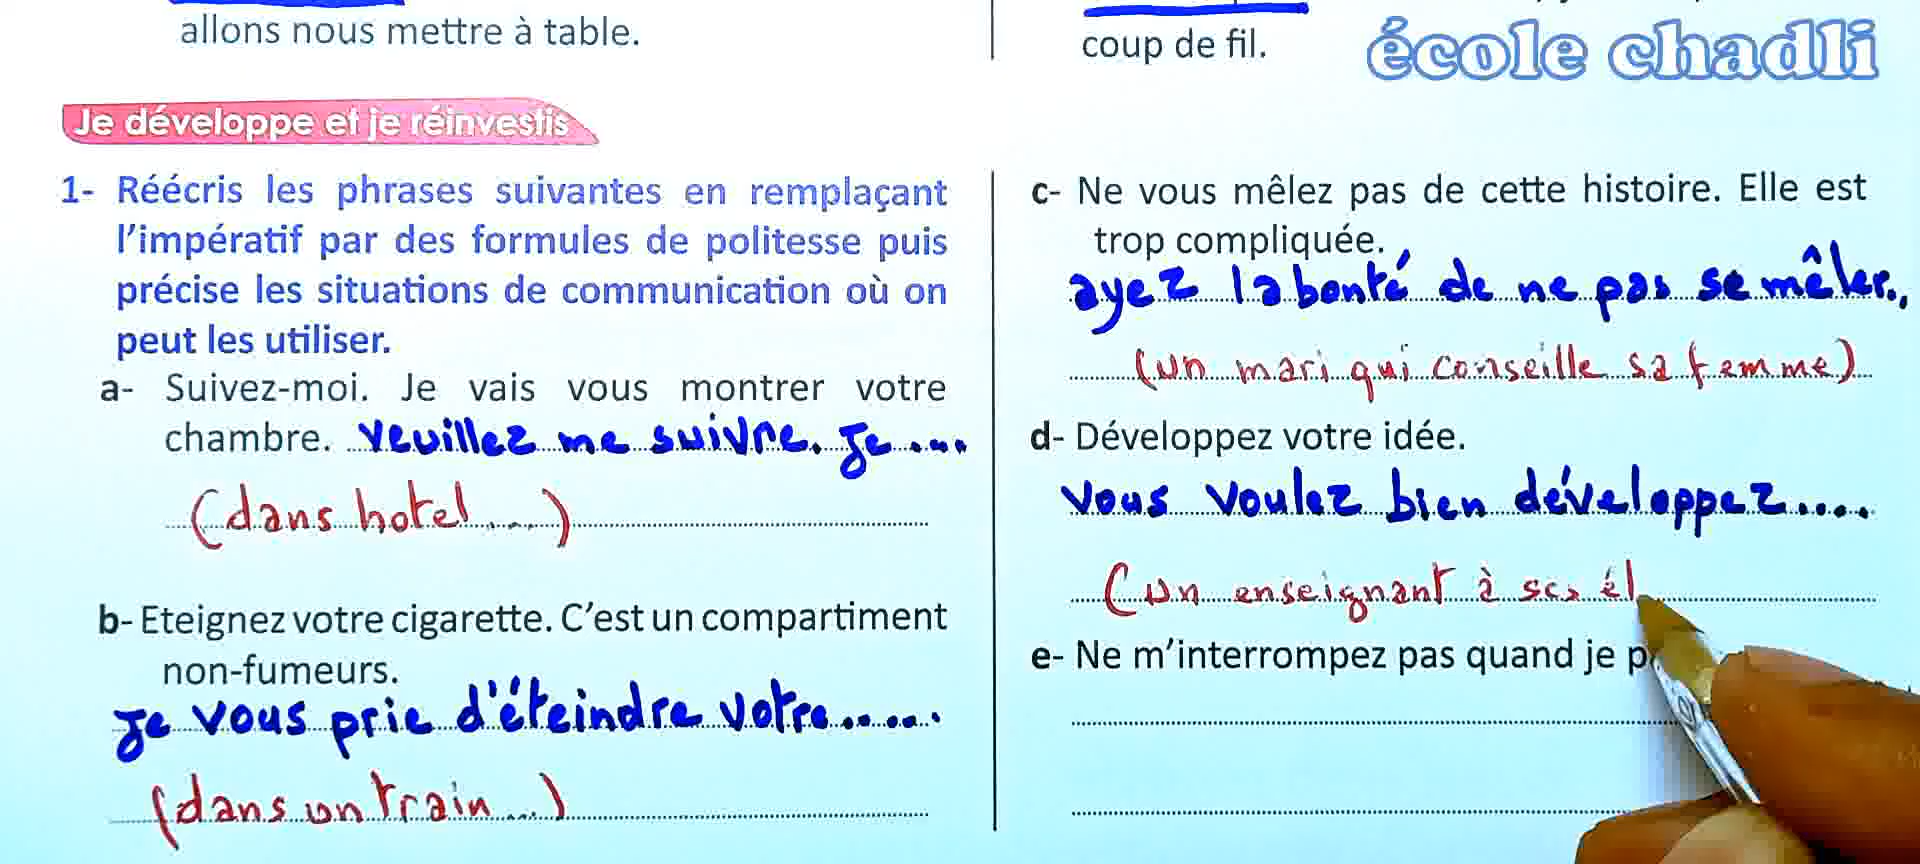 allons nous mettre à table.
coup de fil.
école chadli
Je développe et je réinvestis
1- Réécris les phrases suivantes en remplaçant
l'impératif par des formules de politesse puis
précise les situations de communication où on
peut les utiliser.
a- Suivez-moi. Je vais vous montrer votre
chambre. veuillez me suivre. Je ....
(dans hotel ...)
b- Eteignez votre cigarette. C'est un compartiment
non-fumeurs.
Je vous prie d'éteindre votre......
(dans un train ...)
c- Ne vous mêlez pas de cette histoire. Elle est
trop compliquée.
ayez la bonté de ne pas se mêler..
(un mari qui conseille sa femme)
d- Développez votre idée.
vous voulez bien développez....
(un enseignant à ses él
e- Ne m'interrompez pas quand je p